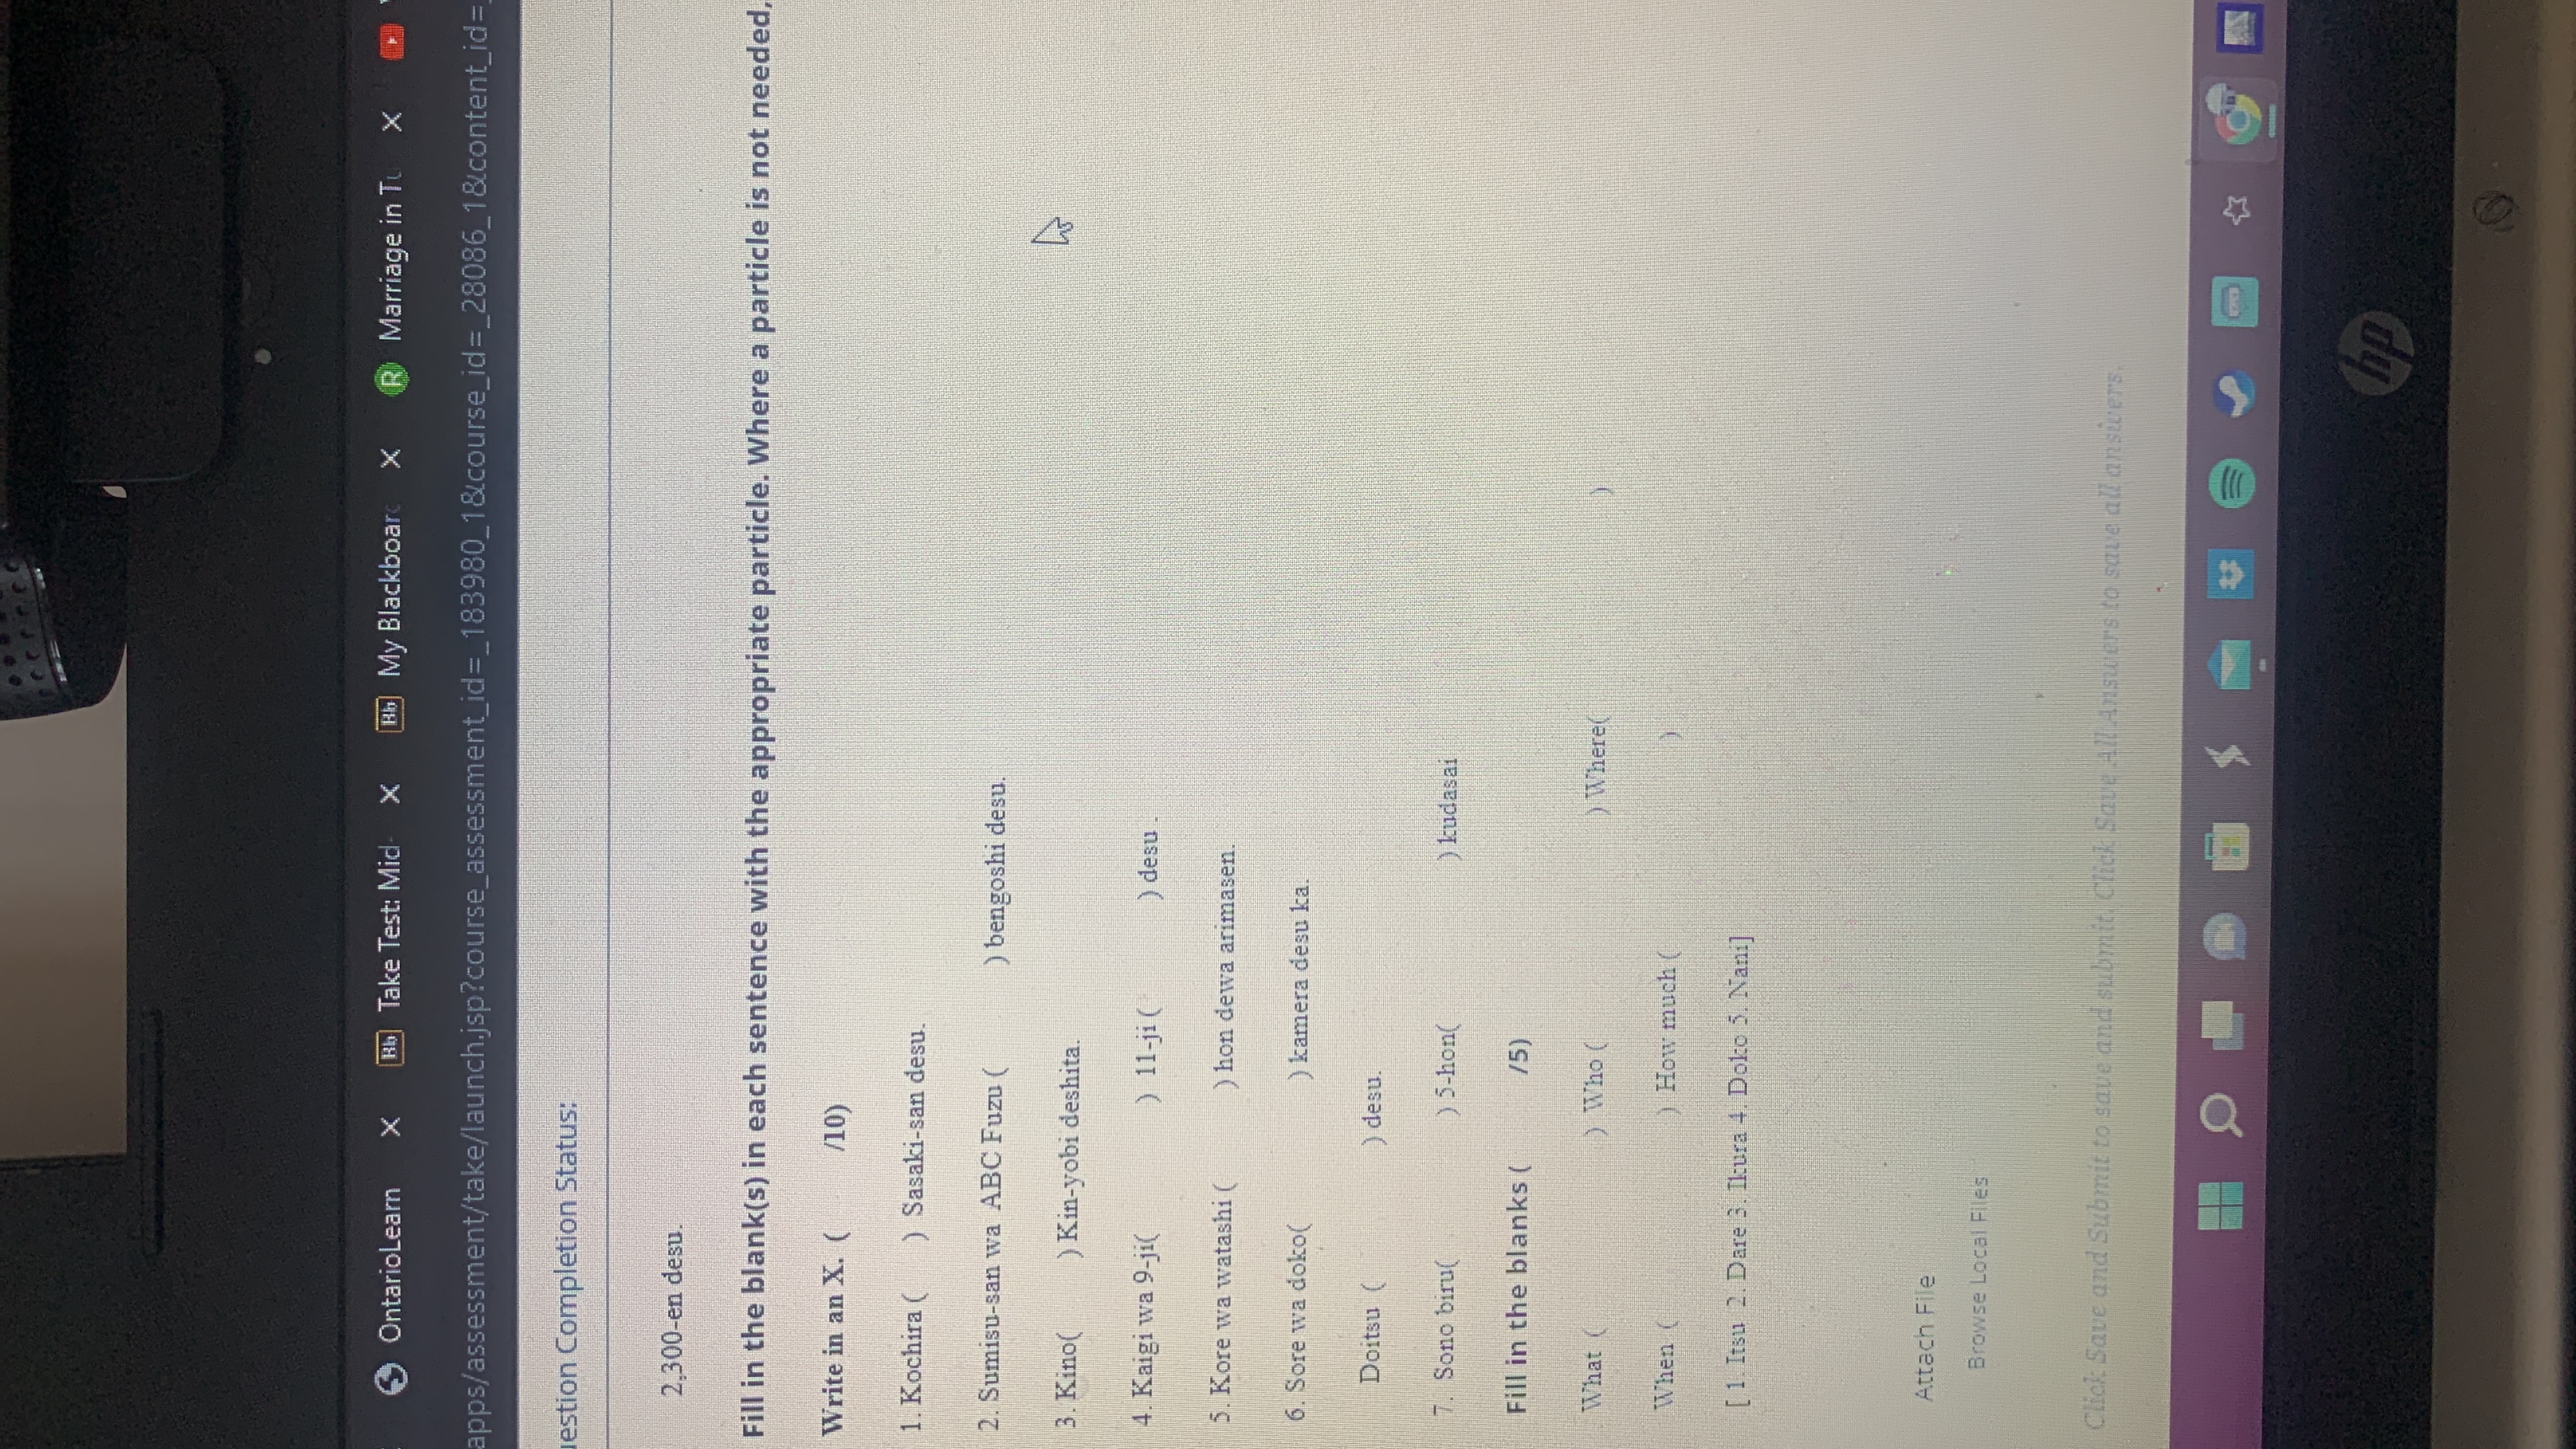 OntarioLearn X Take Test: Mid- X My Blackboard X Marriage in Tu X
apps/assessment/take/launch.jsp?course_assessment_id=_183980_1&course_id=_28086_1&content_id=_
uestion Completion Status:
2,300-en desu.
Fill in the blank(s) in each sentence with the appropriate particle. Where a particle is not needed,
Write in an X. ( /10)
1. Kochira ( ) Sasaki-san desu.
2. Sumisu-san wa ABC Fuzu ( ) bengoshi desu.
3. Kino( ) Kin-yobi deshita.
4. Kaigi wa 9-ji( ) 11-ji ( ) desu .
5. Kore wa watashi ( ) hon dewa arimasen.
6. Sore wa doko( ) kamera desu ka.
Doitsu ( ) desu.
7. Sono biru( ) 5-hon( ) kudasai
Fill in the blanks ( /5)
What ( ) Who ( ) Where( )
When ( ) How much ( )
[ 1. Itsu 2. Dare 3. Ikura 4. Doko 5. Nani]
Attach File
Browse Local Files
Click Save and Submit to save and submit. Click Save All Answers to save all answers.
hp